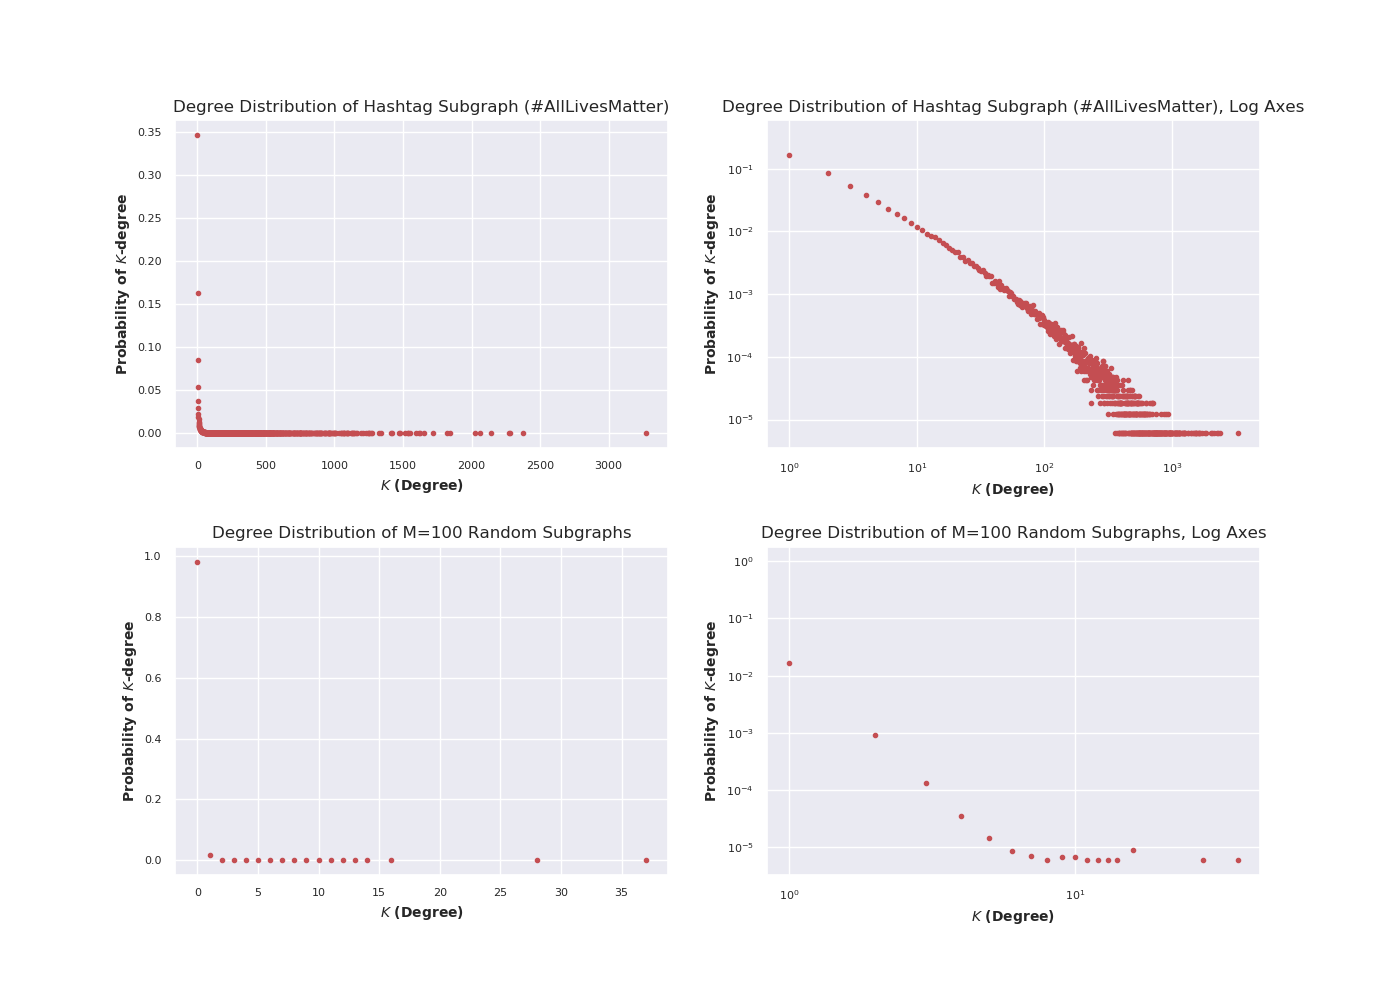 Degree Distribution of Hashtag Subgraph (#AllLivesMatter)
0.35
0.30
0.25
0.20
0.15
0.10
0.05
0.00
Probability of K-degree
0 500 1000 1500 2000 2500 3000
K (Degree)
Degree Distribution of Hashtag Subgraph (#AllLivesMatter), Log Axes
10⁻¹
10⁻²
10⁻³
10⁻⁴
10⁻⁵
Probability of K-degree
10⁰ 10¹ 10² 10³
K (Degree)
Degree Distribution of M=100 Random Subgraphs
1.0
0.8
0.6
0.4
0.2
0.0
Probability of K-degree
0 5 10 15 20 25 30 35
K (Degree)
Degree Distribution of M=100 Random Subgraphs, Log Axes
10⁰
10⁻¹
10⁻²
10⁻³
10⁻⁴
10⁻⁵
Probability of K-degree
10⁰ 10¹
K (Degree)